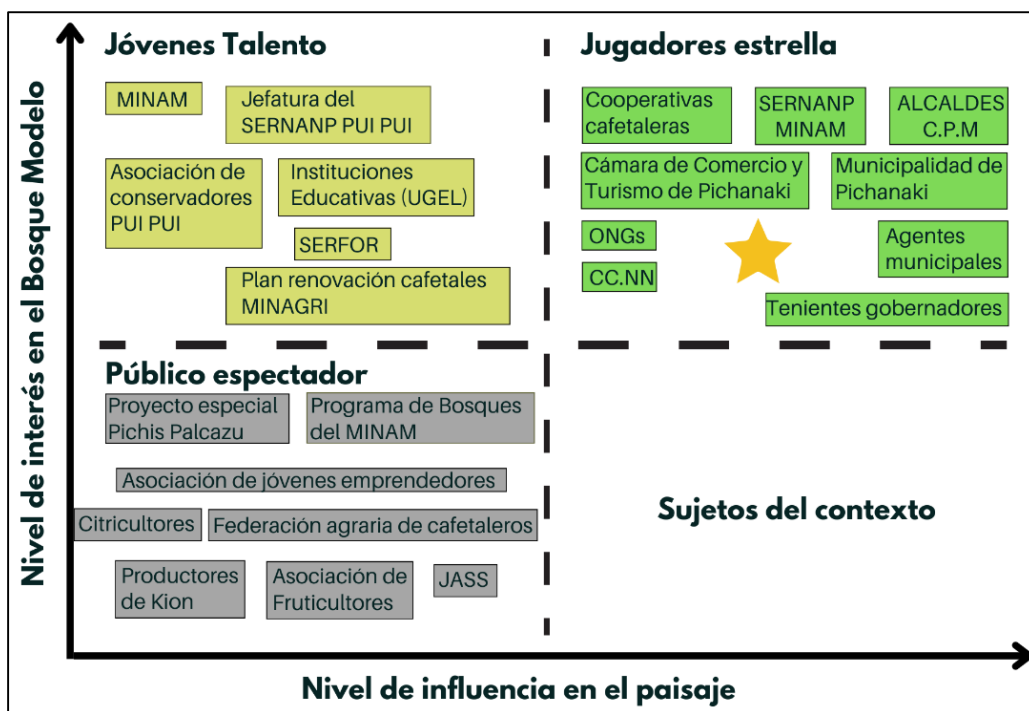 Nivel de interés en el Bosque Modelo
Jóvenes Talento
MINAM
Jefatura del
SERNANP PUI PUI
Asociación de
conservadores
PUI PUI
Instituciones
Educativas (UGEL)
SERFOR
Plan renovación cafetales
MINAGRI
Jugadores estrella
Cooperativas
cafetaleras
SERNANP
MINAM
ALCALDES
C.P.M
Cámara de Comercio y
Turismo de Pichanaki
Municipalidad de
Pichanaki
ONGs
CC.NN
Agentes
municipales
Tenientes gobernadores
Público espectador
Proyecto especial
Pichis Palcazu
Programa de Bosques
del MINAM
Asociación de jóvenes emprendedores
Citricultores
Federación agraria de cafetaleros
Productores
de Kion
Asociación de
Fruticultores
JASS
Sujetos del contexto
Nivel de influencia en el paisaje